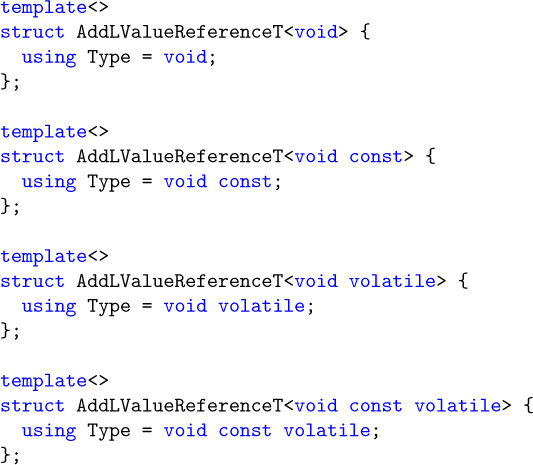 template<>
struct AddLValueReferenceT<void> {
  using Type = void;
};

template<>
struct AddLValueReferenceT<void const> {
  using Type = void const;
};

template<>
struct AddLValueReferenceT<void volatile> {
  using Type = void volatile;
};

template<>
struct AddLValueReferenceT<void const volatile> {
  using Type = void const volatile;
};